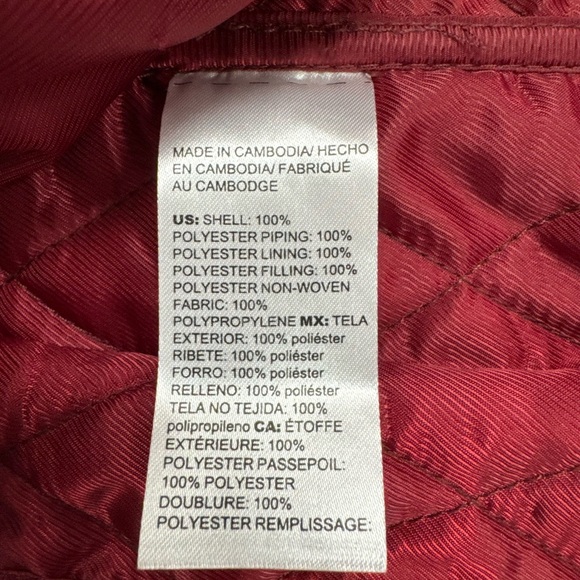 MADE IN CAMBODIA/ HECHO
EN CAMBODIA/ FABRIQUÉ
AU CAMBODGE
US: SHELL: 100%
POLYESTER PIPING: 100%
POLYESTER LINING: 100%
POLYESTER FILLING: 100%
POLYESTER NON-WOVEN
FABRIC: 100%
POLYPROPYLENE MX: TELA
EXTERIOR: 100% poliéster
RIBETE: 100% poliéster
FORRO: 100% poliéster
RELLENO: 100% poliéster
TELA NO TEJIDA: 100%
polipropileno CA: ÉTOFFE
EXTÉRIEURE: 100%
POLYESTER PASSEPOIL:
100% POLYESTER
DOUBLURE: 100%
POLYESTER REMPLISSAGE: